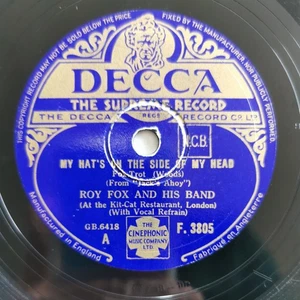 THIS COPYRIGHT RECORD MAY NOT BE SOLD BELOW THE PRICE
FIXED BY THE MANUFACTURER, NOR PUBLICLY
DECCA
THE SUPREME RECORD
THE DECCA REGD RECORD CO. LTD
N.C.B.
MY HAT'S ON THE SIDE OF MY HEAD
Fox-Trot (Woods)
(From "Jack's Ahoy")
ROY FOX AND HIS BAND
(At the Kit-Cat Restaurant, London)
(With Vocal Refrain)
GB.6418
F. 3805
A
THE
CINEPHONIC
MUSIC COMPANY
LTD.
Made in England
Fabriqué en Angleterre